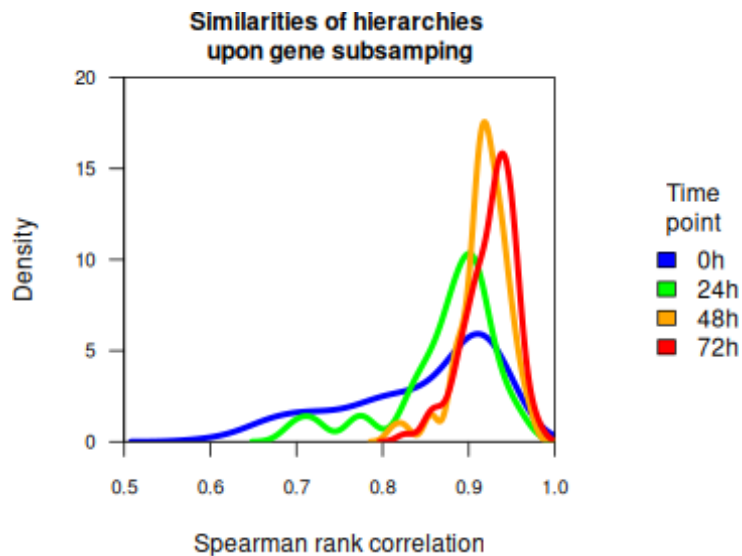 Similarities of hierarchies
upon gene subsamping
20
15
10
5
0
Density
0.5 0.6 0.7 0.8 0.9 1.0
Spearman rank correlation
Time
point
0h
24h
48h
72h